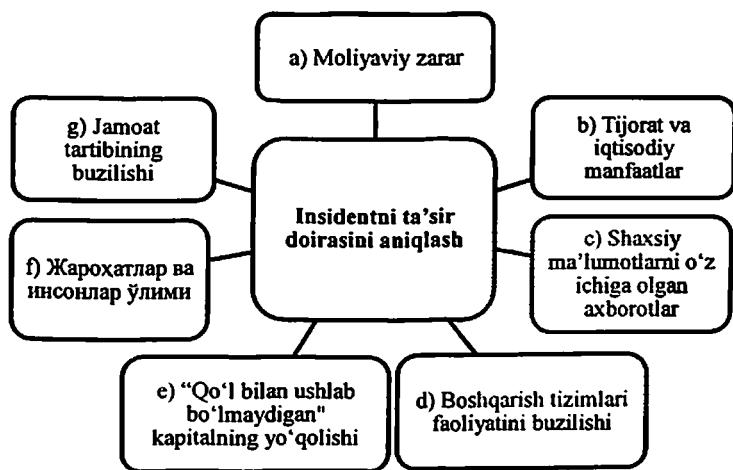 a) Moliyaviy zarar
g) Jamoat
tartibining
buzilishi
b) Tijorat va
iqtisodiy
manfaatlar
Insidentni ta'sir
doirasini aniqlash
f) Жароҳатлар ва
инсонлар ўлими
c) Shaxsiy
ma'lumotlarni o‘z
ichiga olgan
axborotlar
e) “Qo‘l bilan ushlab
bo‘lmaydigan"
kapitalning yo‘qolishi
d) Boshqarish tizimlari
faoliyatini buzilishi